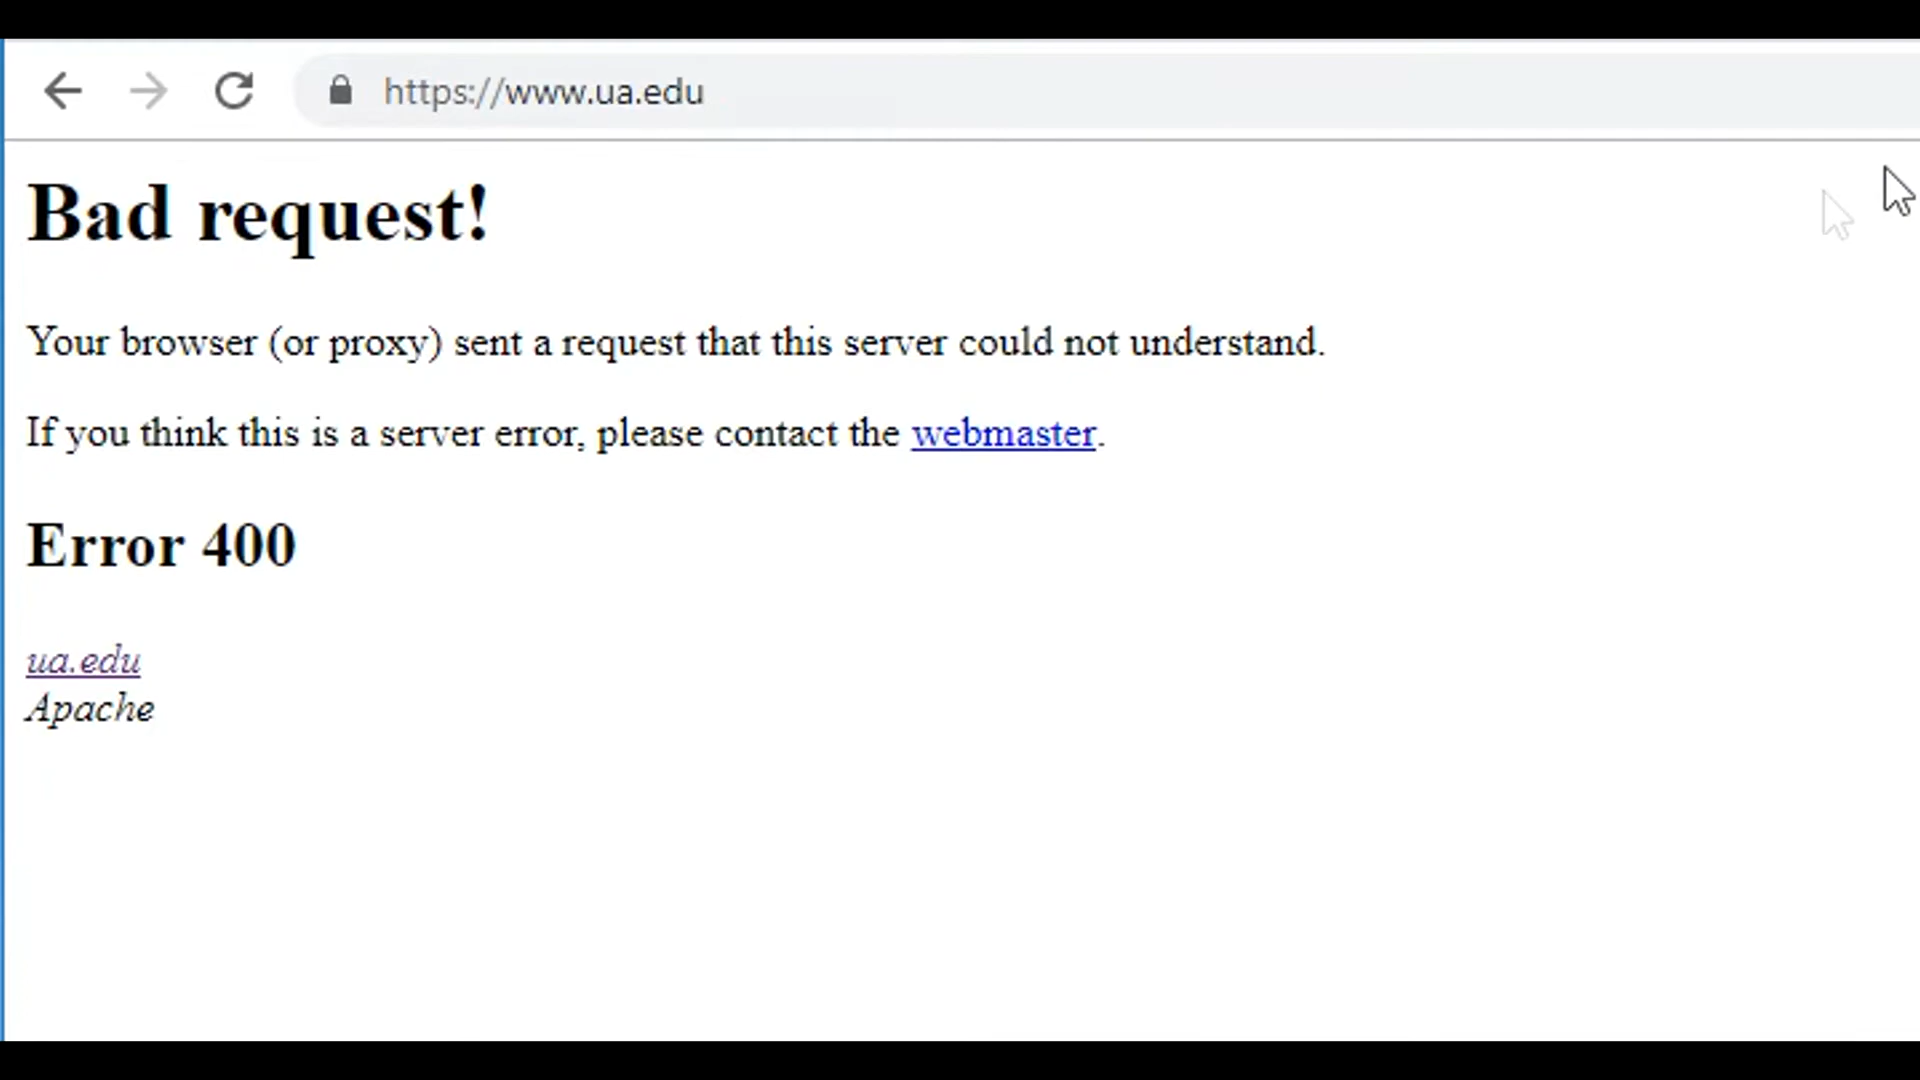 https://www.ua.edu
Bad request!
Your browser (or proxy) sent a request that this server could not understand.
If you think this is a server error, please contact the webmaster.
Error 400
ua.edu
Apache